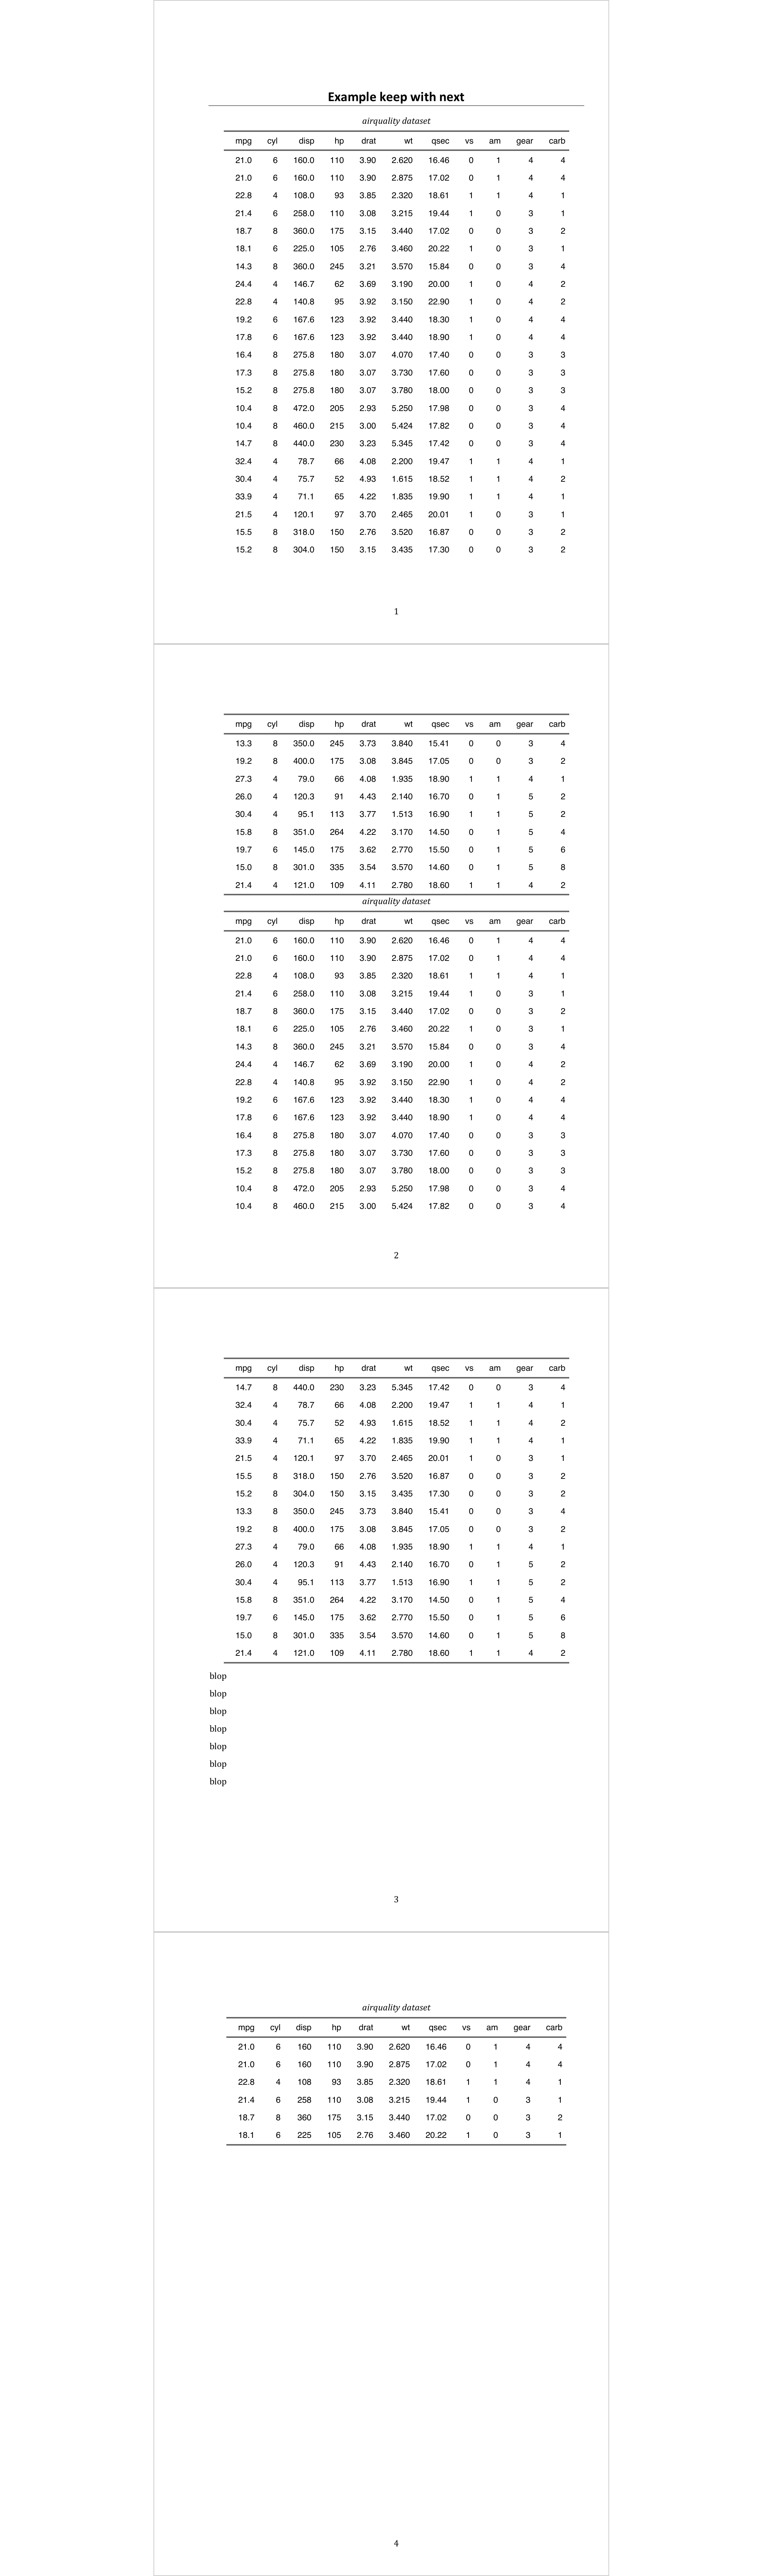 Example keep with next
airquality dataset
mpg cyl disp hp drat wt qsec vs am gear carb
21.0 6 160.0 110 3.90 2.620 16.46 0 1 4 4
21.0 6 160.0 110 3.90 2.875 17.02 0 1 4 4
22.8 4 108.0 93 3.85 2.320 18.61 1 1 4 1
21.4 6 258.0 110 3.08 3.215 19.44 1 0 3 1
18.7 8 360.0 175 3.15 3.440 17.02 0 0 3 2
18.1 6 225.0 105 2.76 3.460 20.22 1 0 3 1
14.3 8 360.0 245 3.21 3.570 15.84 0 0 3 4
24.4 4 146.7 62 3.69 3.190 20.00 1 0 4 2
22.8 4 140.8 95 3.92 3.150 22.90 1 0 4 2
19.2 6 167.6 123 3.92 3.440 18.30 1 0 4 4
17.8 6 167.6 123 3.92 3.440 18.90 1 0 4 4
16.4 8 275.8 180 3.07 4.070 17.40 0 0 3 3
17.3 8 275.8 180 3.07 3.730 17.60 0 0 3 3
15.2 8 275.8 180 3.07 3.780 18.00 0 0 3 3
10.4 8 472.0 205 2.93 5.250 17.98 0 0 3 4
10.4 8 460.0 215 3.00 5.424 17.82 0 0 3 4
14.7 8 440.0 230 3.23 5.345 17.42 0 0 3 4
32.4 4 78.7 66 4.08 2.200 19.47 1 1 4 1
30.4 4 75.7 52 4.93 1.615 18.52 1 1 4 2
33.9 4 71.1 65 4.22 1.835 19.90 1 1 4 1
21.5 4 120.1 97 3.70 2.465 20.01 1 0 3 1
15.5 8 318.0 150 2.76 3.520 16.87 0 0 3 2
15.2 8 304.0 150 3.15 3.435 17.30 0 0 3 2
1
mpg cyl disp hp drat wt qsec vs am gear carb
13.3 8 350.0 245 3.73 3.840 15.41 0 0 3 4
19.2 8 400.0 175 3.08 3.845 17.05 0 0 3 2
27.3 4 79.0 66 4.08 1.935 18.90 1 1 4 1
26.0 4 120.3 91 4.43 2.140 16.70 0 1 5 2
30.4 4 95.1 113 3.77 1.513 16.90 1 1 5 2
15.8 8 351.0 264 4.22 3.170 14.50 0 1 5 4
19.7 6 145.0 175 3.62 2.770 15.50 0 1 5 6
15.0 8 301.0 335 3.54 3.570 14.60 0 1 5 8
21.4 4 121.0 109 4.11 2.780 18.60 1 1 4 2
airquality dataset
mpg cyl disp hp drat wt qsec vs am gear carb
21.0 6 160.0 110 3.90 2.620 16.46 0 1 4 4
21.0 6 160.0 110 3.90 2.875 17.02 0 1 4 4
22.8 4 108.0 93 3.85 2.320 18.61 1 1 4 1
21.4 6 258.0 110 3.08 3.215 19.44 1 0 3 1
18.7 8 360.0 175 3.15 3.440 17.02 0 0 3 2
18.1 6 225.0 105 2.76 3.460 20.22 1 0 3 1
14.3 8 360.0 245 3.21 3.570 15.84 0 0 3 4
24.4 4 146.7 62 3.69 3.190 20.00 1 0 4 2
22.8 4 140.8 95 3.92 3.150 22.90 1 0 4 2
19.2 6 167.6 123 3.92 3.440 18.30 1 0 4 4
17.8 6 167.6 123 3.92 3.440 18.90 1 0 4 4
16.4 8 275.8 180 3.07 4.070 17.40 0 0 3 3
17.3 8 275.8 180 3.07 3.730 17.60 0 0 3 3
15.2 8 275.8 180 3.07 3.780 18.00 0 0 3 3
10.4 8 472.0 205 2.93 5.250 17.98 0 0 3 4
10.4 8 460.0 215 3.00 5.424 17.82 0 0 3 4
2
mpg cyl disp hp drat wt qsec vs am gear carb
14.7 8 440.0 230 3.23 5.345 17.42 0 0 3 4
32.4 4 78.7 66 4.08 2.200 19.47 1 1 4 1
30.4 4 75.7 52 4.93 1.615 18.52 1 1 4 2
33.9 4 71.1 65 4.22 1.835 19.90 1 1 4 1
21.5 4 120.1 97 3.70 2.465 20.01 1 0 3 1
15.5 8 318.0 150 2.76 3.520 16.87 0 0 3 2
15.2 8 304.0 150 3.15 3.435 17.30 0 0 3 2
13.3 8 350.0 245 3.73 3.840 15.41 0 0 3 4
19.2 8 400.0 175 3.08 3.845 17.05 0 0 3 2
27.3 4 79.0 66 4.08 1.935 18.90 1 1 4 1
26.0 4 120.3 91 4.43 2.140 16.70 0 1 5 2
30.4 4 95.1 113 3.77 1.513 16.90 1 1 5 2
15.8 8 351.0 264 4.22 3.170 14.50 0 1 5 4
19.7 6 145.0 175 3.62 2.770 15.50 0 1 5 6
15.0 8 301.0 335 3.54 3.570 14.60 0 1 5 8
21.4 4 121.0 109 4.11 2.780 18.60 1 1 4 2
blop
blop
blop
blop
blop
blop
blop
3
airquality dataset
mpg cyl disp hp drat wt qsec vs am gear carb
21.0 6 160 110 3.90 2.620 16.46 0 1 4 4
21.0 6 160 110 3.90 2.875 17.02 0 1 4 4
22.8 4 108 93 3.85 2.320 18.61 1 1 4 1
21.4 6 258 110 3.08 3.215 19.44 1 0 3 1
18.7 8 360 175 3.15 3.440 17.02 0 0 3 2
18.1 6 225 105 2.76 3.460 20.22 1 0 3 1
4